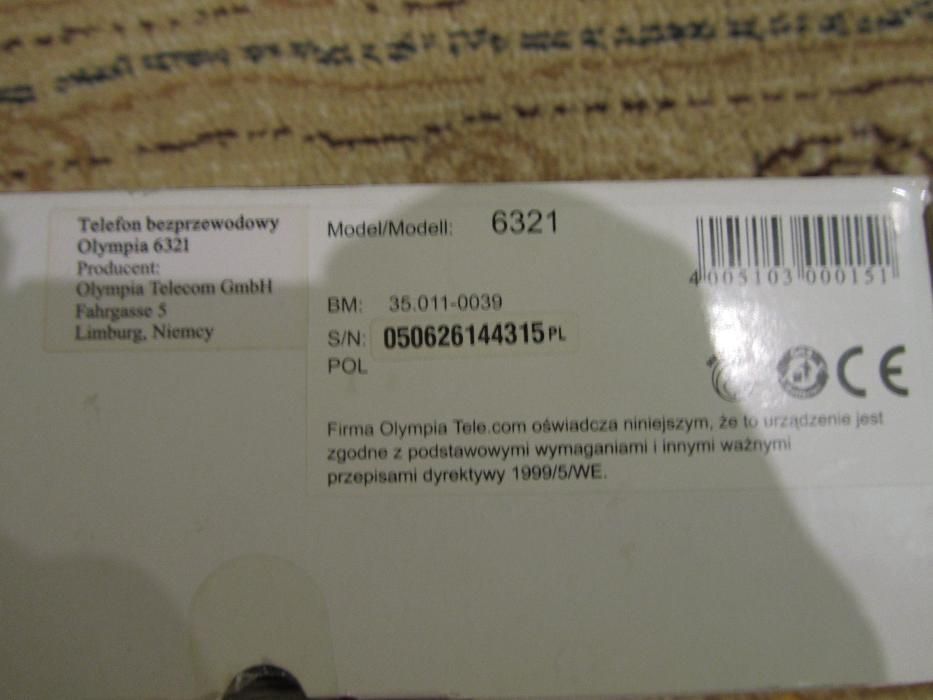 Telefon bezprzewodowy
Olympia 6321
Producent:
Olympia Telecom GmbH
Fahrgasse 5
Limburg, Niemcy
Model/Modell: 6321
BM: 35.011-0039
S/N: 050626144315PL
POL
4 005103 000151
CE
Firma Olympia Tele.com oświadcza niniejszym, że to urządzenie jest
zgodne z podstawowymi wymaganiami i innymi ważnymi
przepisami dyrektywy 1999/5/WE.